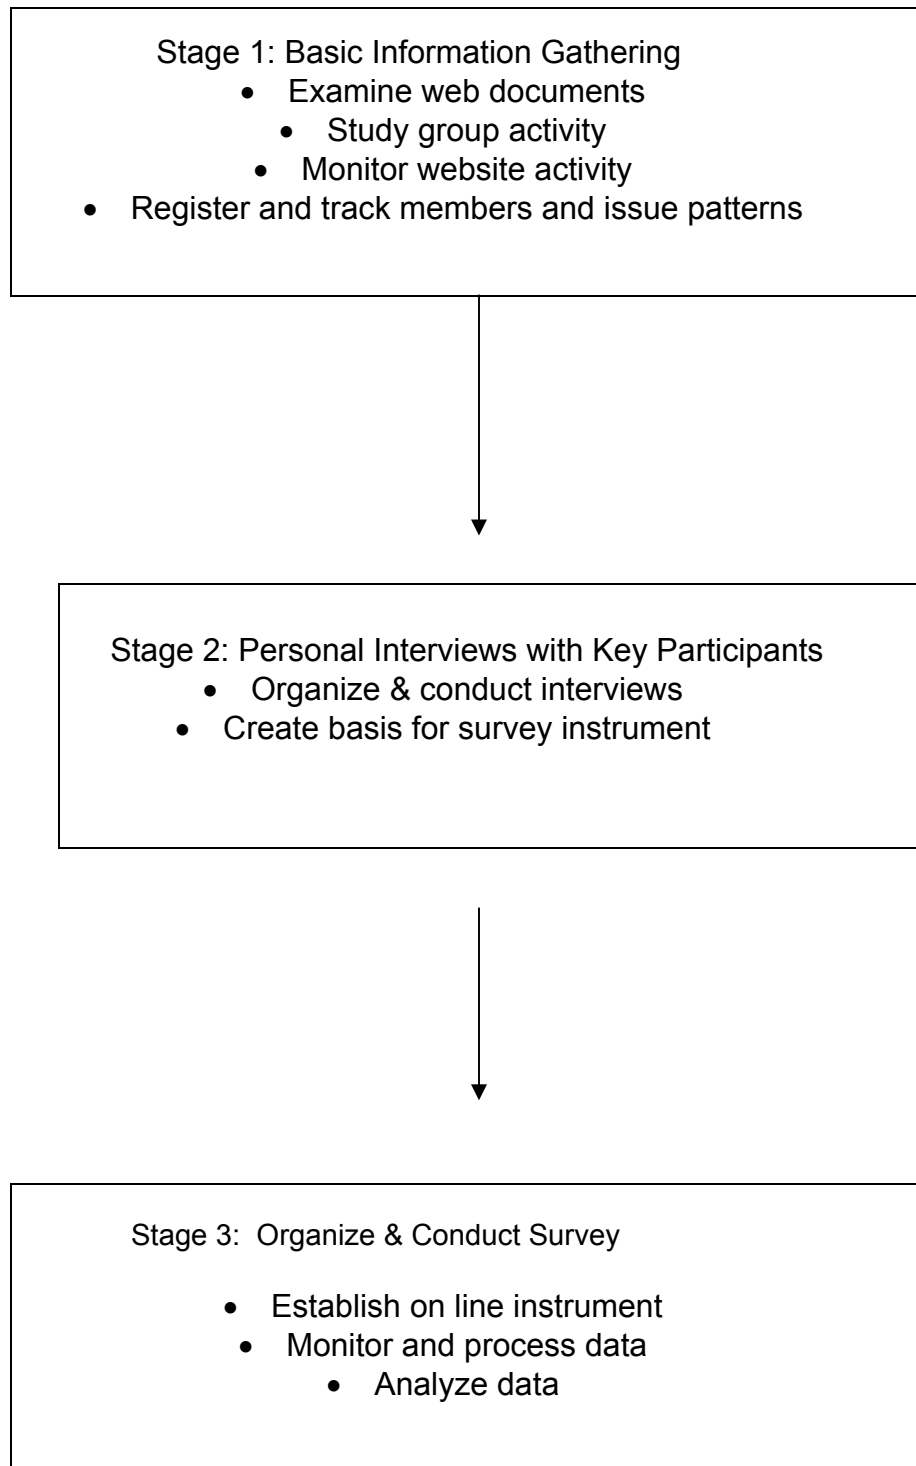 Stage 1: Basic Information Gathering
• Examine web documents
• Study group activity
• Monitor website activity
• Register and track members and issue patterns
Stage 2: Personal Interviews with Key Participants
• Organize & conduct interviews
• Create basis for survey instrument
Stage 3: Organize & Conduct Survey
• Establish on line instrument
• Monitor and process data
• Analyze data